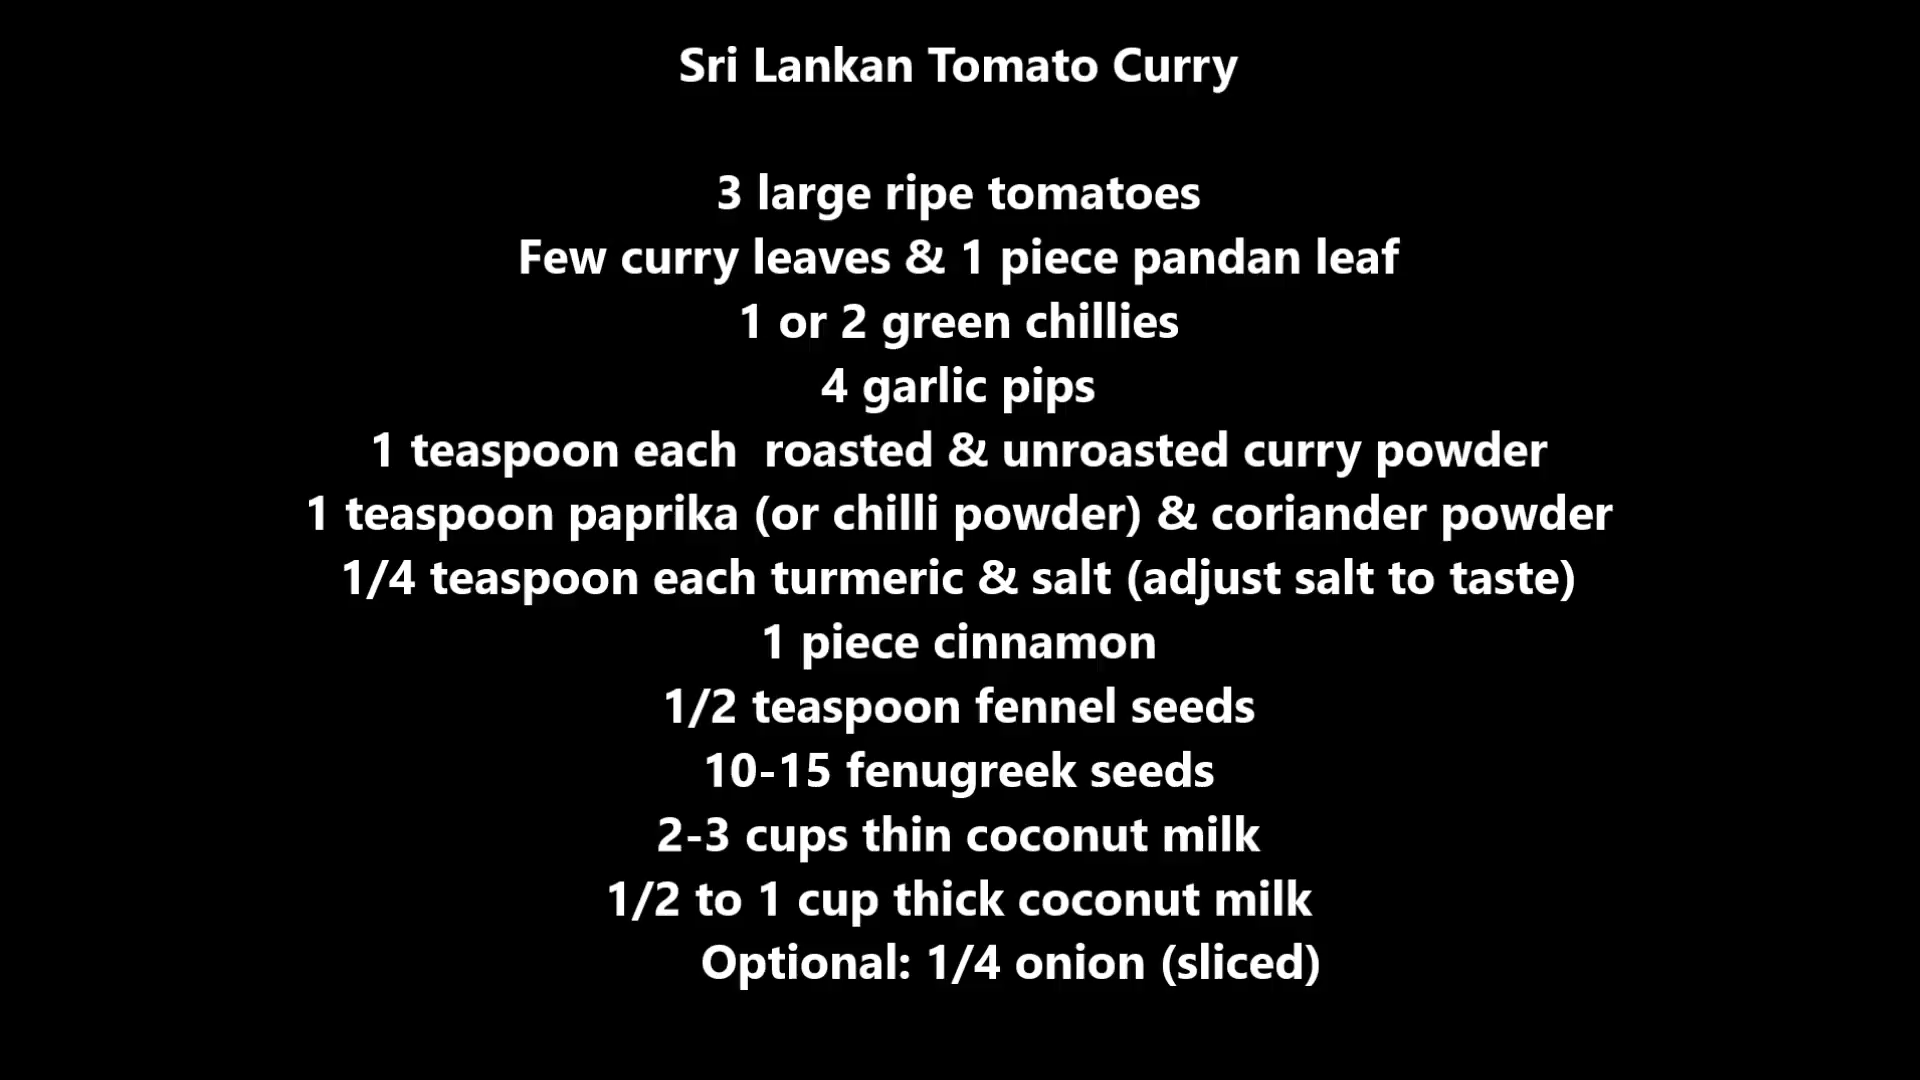 Sri Lankan Tomato Curry
3 large ripe tomatoes
Few curry leaves & 1 piece pandan leaf
1 or 2 green chillies
4 garlic pips
1 teaspoon each  roasted & unroasted curry powder
1 teaspoon paprika (or chilli powder) & coriander powder
1/4 teaspoon each turmeric & salt (adjust salt to taste)
1 piece cinnamon
1/2 teaspoon fennel seeds
10-15 fenugreek seeds
2-3 cups thin coconut milk
1/2 to 1 cup thick coconut milk
Optional: 1/4 onion (sliced)